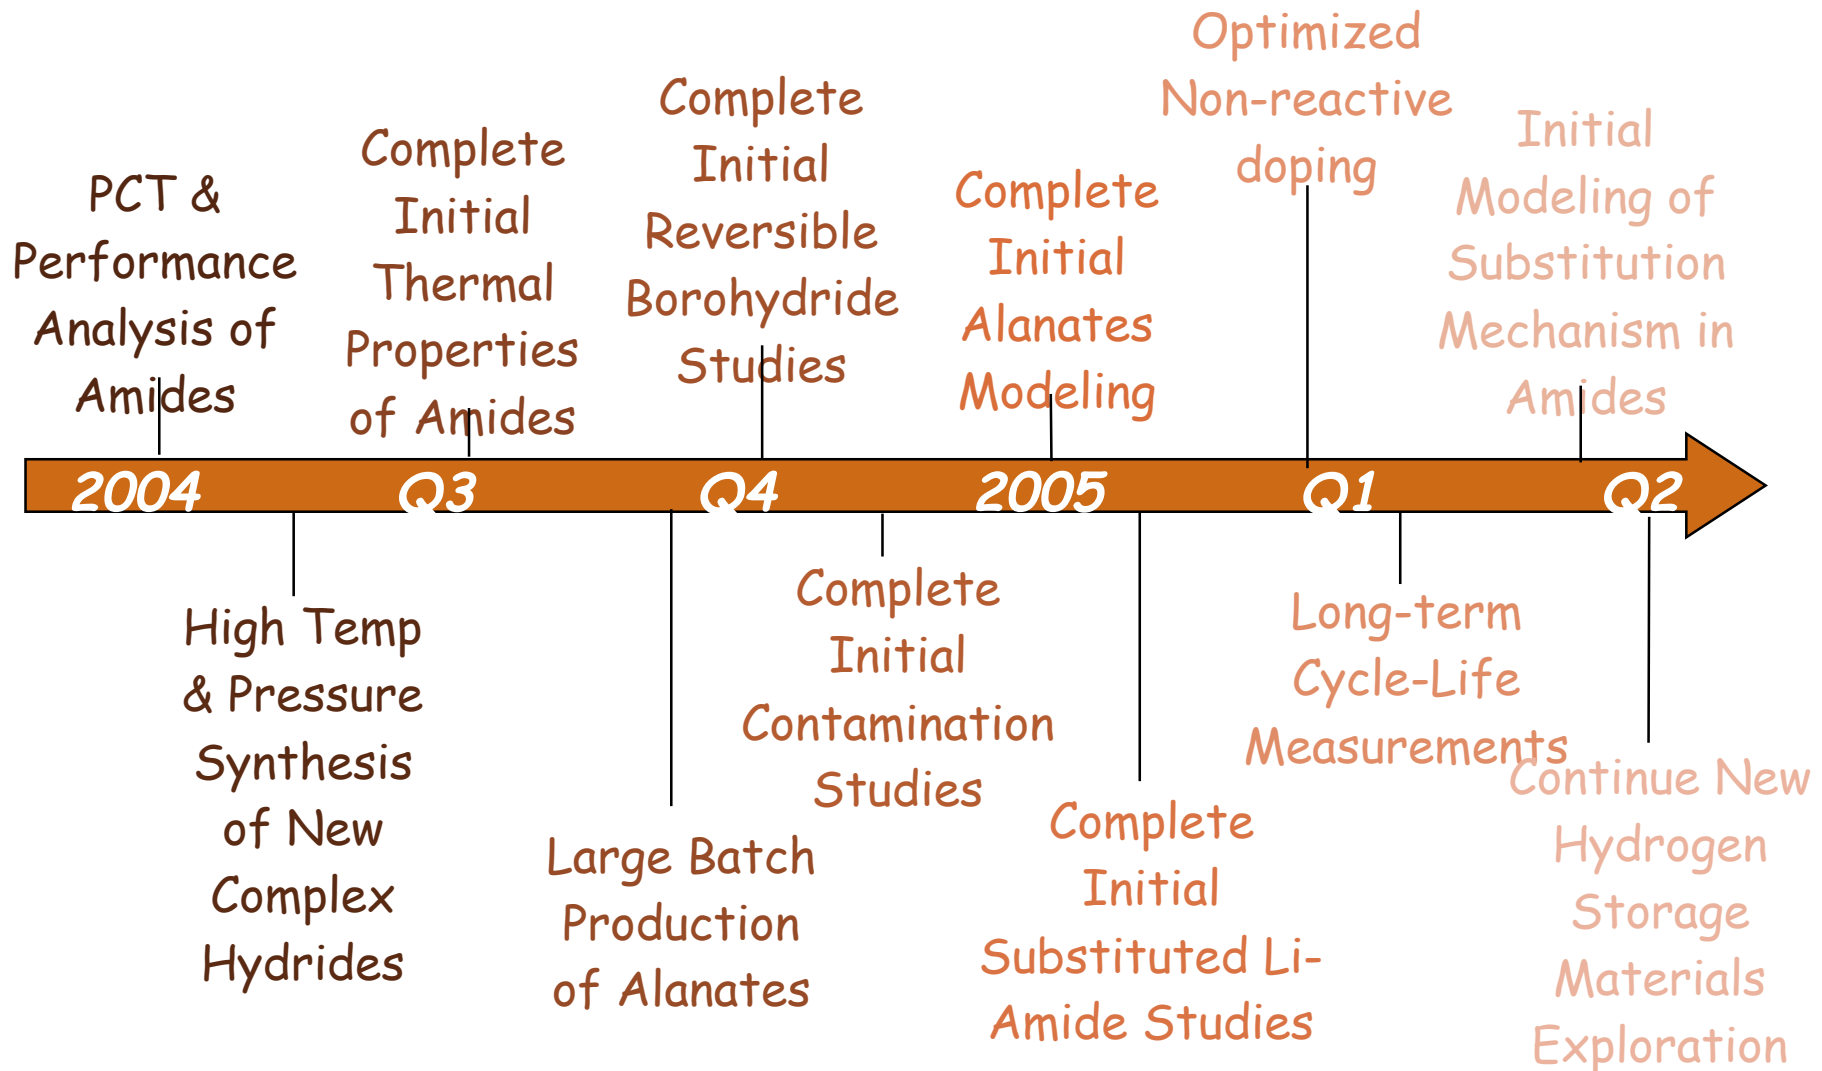 PCT &
Performance
Analysis of
Amides
Complete
Initial
Thermal
Properties
of Amides
Complete
Initial
Reversible
Borohydride
Studies
Complete
Initial
Alanates
Modeling
Optimized
Non-reactive
doping
Initial
Modeling of
Substitution
Mechanism in
Amides
2004 Q3 Q4 2005 Q1 Q2
High Temp
& Pressure
Synthesis
of New
Complex
Hydrides
Large Batch
Production
of Alanates
Complete
Initial
Contamination
Studies
Complete
Initial
Substituted Li-
Amide Studies
Long-term
Cycle-Life
Measurements
Continue New
Hydrogen
Storage
Materials
Exploration